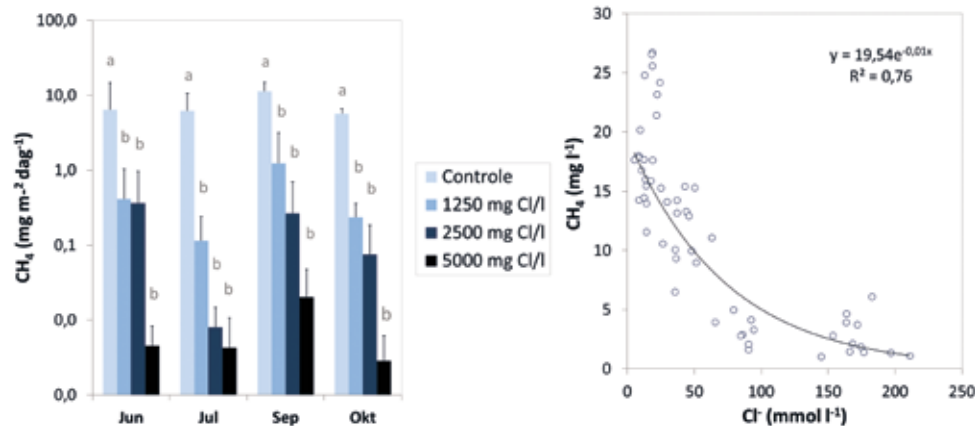 100,0
10,0
1,0
0,1
0,0
0,0
CH₄ (mg m⁻² dag⁻¹)
a
b b
b
a
b
b b
a
b
b
b
a
b
b
b
Jun Jul Sep Okt
Controle
1250 mg Cl/l
2500 mg Cl/l
5000 mg Cl/l
30
25
20
15
10
5
0
CH₄ (mg l⁻¹)
y = 19,54e⁻⁰,⁰¹ˣ
R² = 0,76
0 50 100 150 200 250
Cl⁻ (mmol l⁻¹)